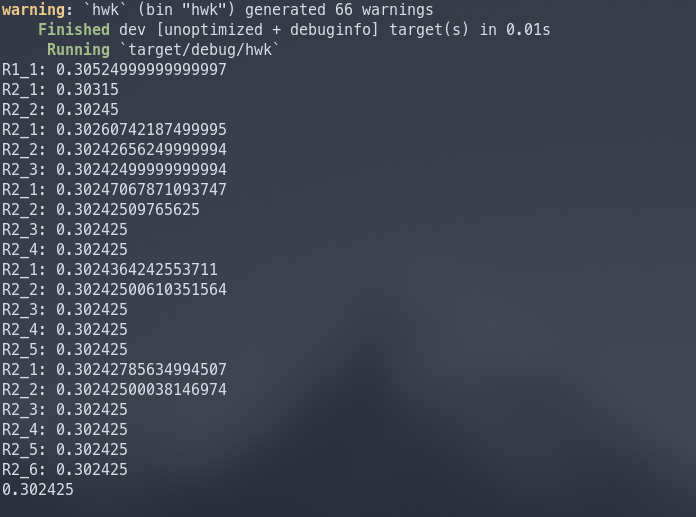 warning: `hwk` (bin "hwk") generated 66 warnings
Finished dev [unoptimized + debuginfo] target(s) in 0.01s
Running `target/debug/hwk`
R1_1: 0.30524999999999997
R2_1: 0.30315
R2_2: 0.30245
R2_1: 0.30260742187499995
R2_2: 0.30242656249999994
R2_3: 0.30242499999999994
R2_1: 0.30247067871093747
R2_2: 0.30242509765625
R2_3: 0.302425
R2_4: 0.302425
R2_1: 0.3024364242553711
R2_2: 0.30242500610351564
R2_3: 0.302425
R2_4: 0.302425
R2_5: 0.302425
R2_1: 0.30242785634994507
R2_2: 0.30242500038146974
R2_3: 0.302425
R2_4: 0.302425
R2_5: 0.302425
R2_6: 0.302425
0.302425